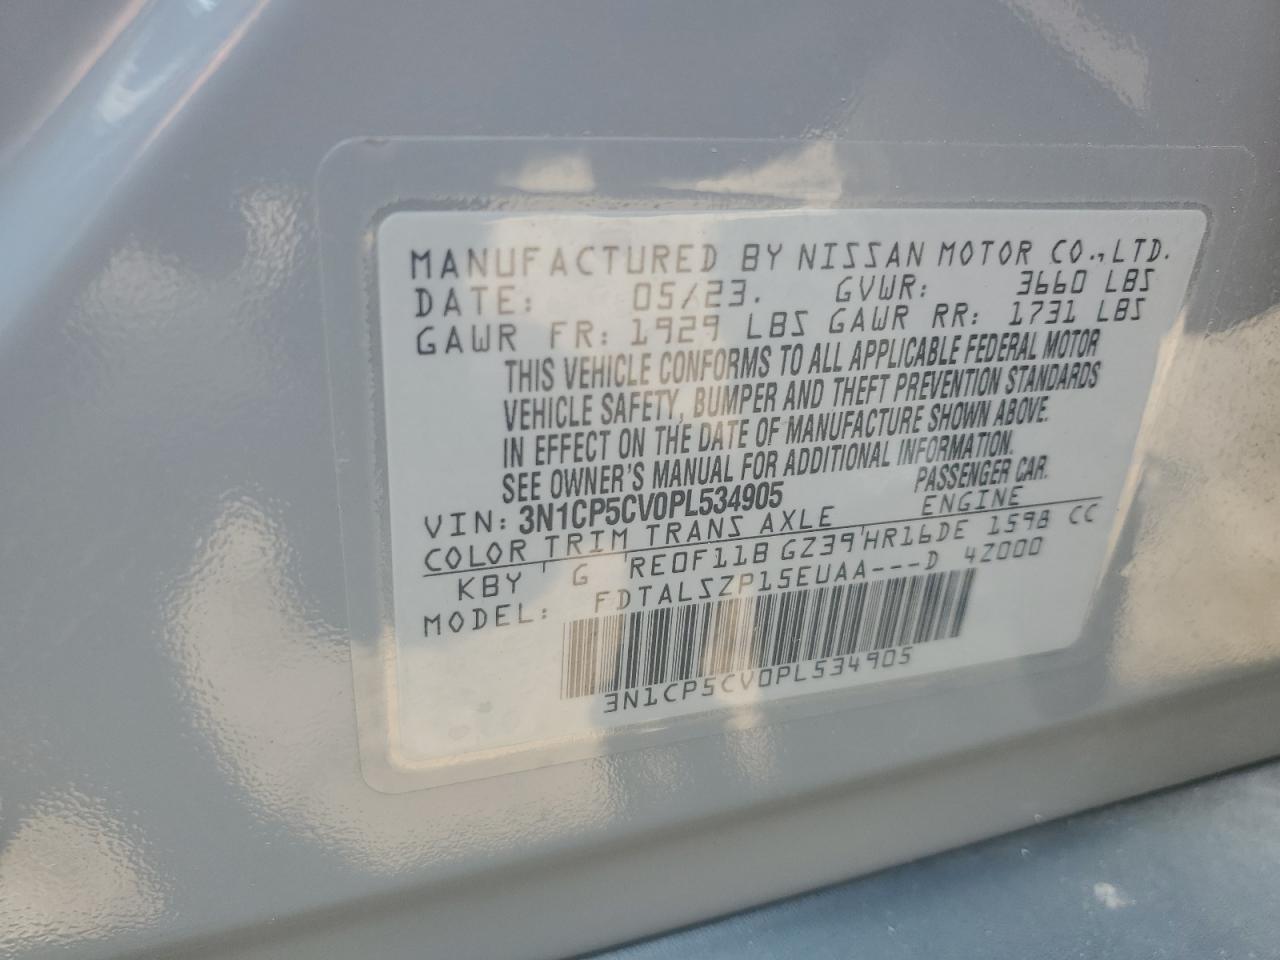 MANUFACTURED BY NISSAN MOTOR CO.,LTD.
DATE: 05/23. GVWR: 3660 LBS
GAWR FR: 1929 LBS GAWR RR: 1731 LBS
THIS VEHICLE CONFORMS TO ALL APPLICABLE FEDERAL MOTOR
VEHICLE SAFETY, BUMPER AND THEFT PREVENTION STANDARDS
IN EFFECT ON THE DATE OF MANUFACTURE SHOWN ABOVE.
SEE OWNER'S MANUAL FOR ADDITIONAL INFORMATION.
VIN: 3N1CP5CV0PL534905 PASSENGER CAR.
COLOR TRIM TRANS AXLE ENGINE
KBY ' G 'RE0F11B GZ39'HR16DE 1598 CC
MODEL: FDTALSZP15EUAA---D 4Z000
3N1CP5CV0PL534905